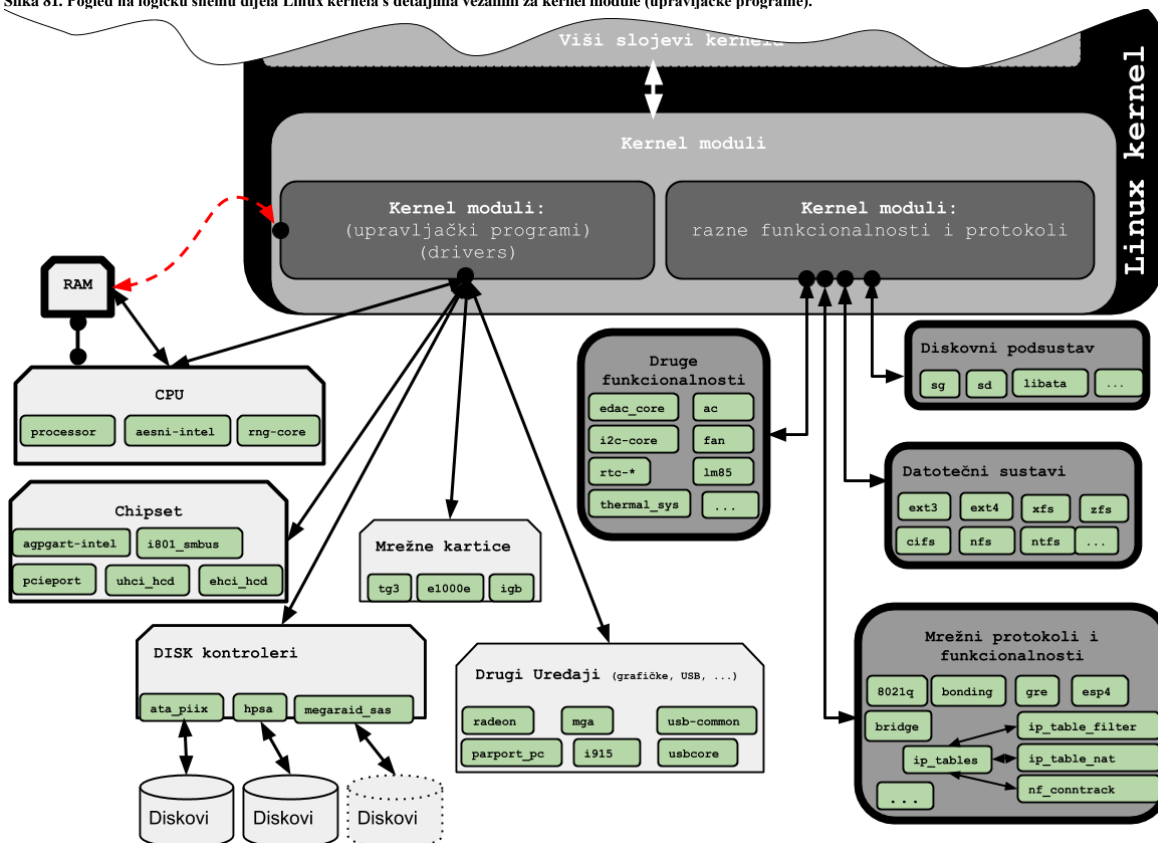 Slika 81. Pogled na logičku shemu dijela Linux kernela s detaljima vezanim za kernel module (upravljačke programe).
Viši slojevi kernela
Linux kernel
Kernel moduli
Kernel moduli:
(upravljački programi)
(drivers)
Kernel moduli:
razne funkcionalnosti i protokoli
RAM
CPU
processor
aesni-intel
rng-core
Chipset
agpgart-intel
i801_smbus
pcieport
uhci_hcd
ehci_hcd
Mrežne kartice
tg3
e1000e
igb
DISK kontroleri
ata_piix
hpsa
megaraid_sas
Diskovi
Diskovi
Diskovi
Drugi Uređaji (grafičke, USB, ...)
radeon
mga
usb-common
parport_pc
i915
usbcore
Druge
funkcionalnosti
edac_core
ac
i2c-core
fan
rtc-*
lm85
thermal_sys
...
Diskovni podsustav
sg
sd
libata
...
Datotečni sustavi
ext3
ext4
xfs
zfs
cifs
nfs
ntfs
...
Mrežni protokoli i
funkcionalnosti
8021q
bonding
gre
esp4
bridge
ip_table_filter
ip_tables
ip_table_nat
nf_conntrack
...